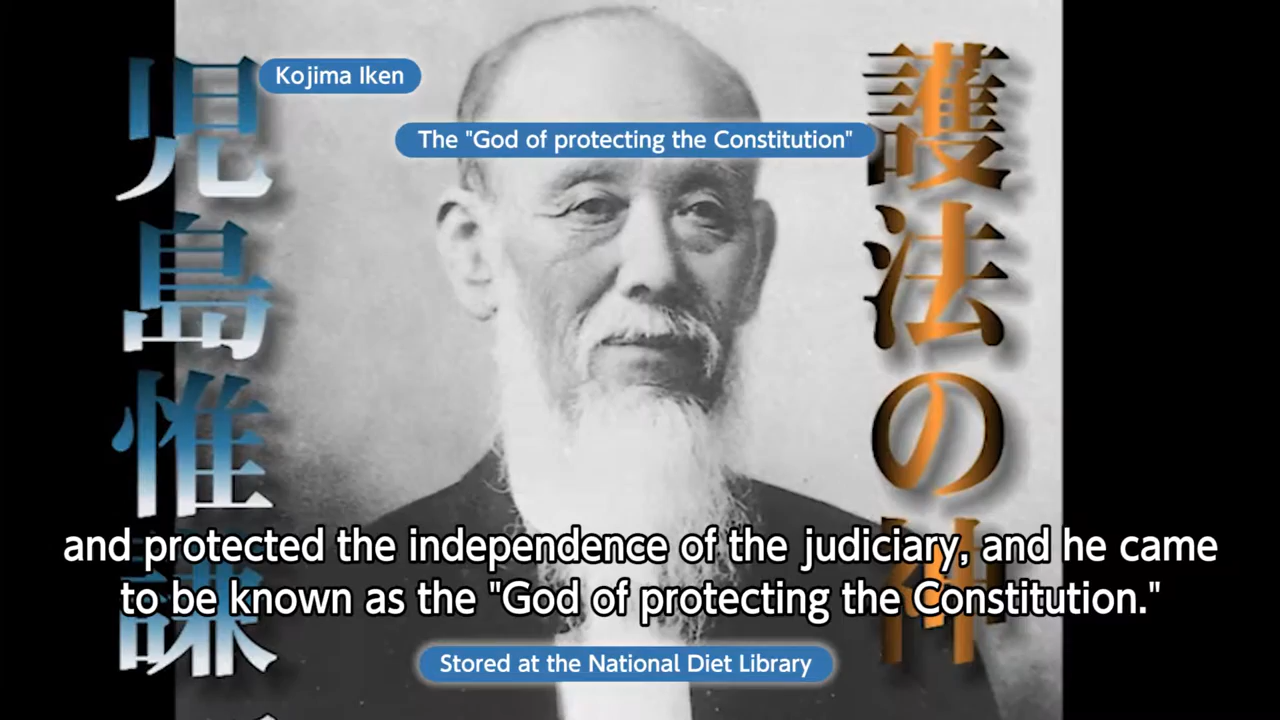 児島惟謙
Kojima Iken
The "God of protecting the Constitution"
護法の神
and protected the independence of the judiciary, and he came
to be known as the "God of protecting the Constitution."
Stored at the National Diet Library